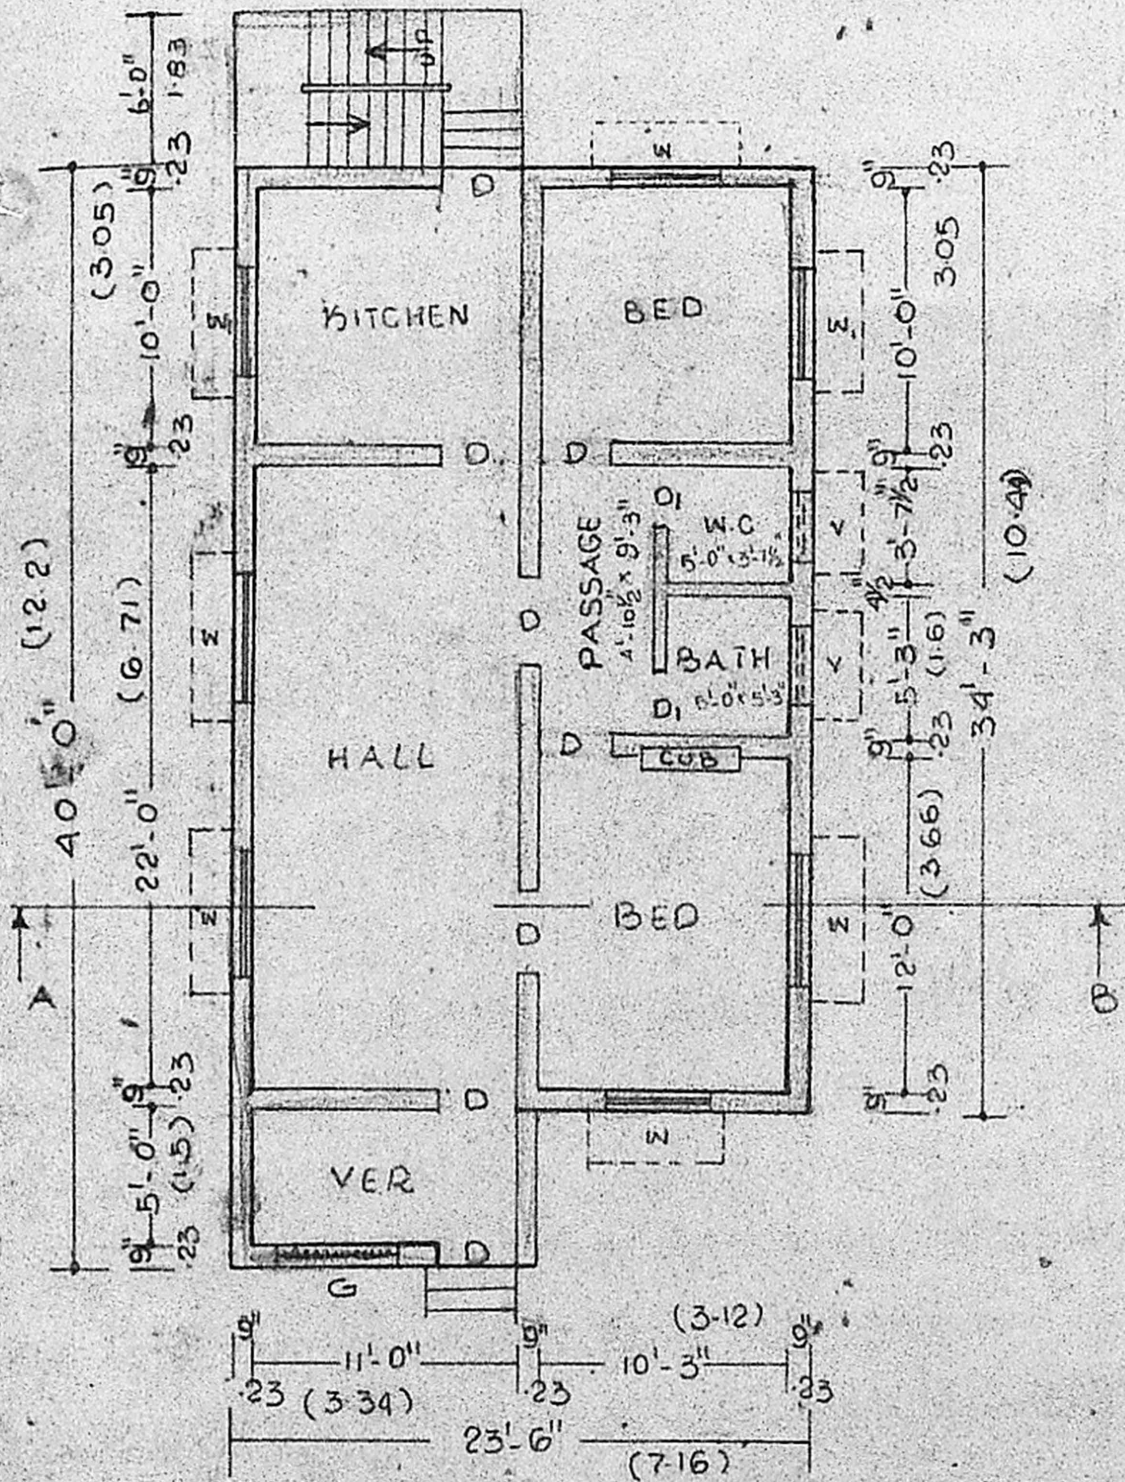 UP
6'-0"
1.83
9"
.23
W
9"
.23
(3.05)
10'-0"
3.05
10'-0"
D
KITCHEN
BED
W
W
9"
.23
D
D
9"
.23
D1
W.C
5'-0" x 3'-7½"
V
3'-7½"
PASSAGE
4'-10½" x 9'-3"
4½"
(10.44)
(12.2)
40'-0"
(6.71)
22'-0"
W
D
BATH
5'-0" x 5'-3"
V
5'-3"
(1.6)
34'-3"
D1
HALL
D
CUB
9"
.23
(3.66)
12'-0"
W
BED
W
D
A
B
9"
.23
D
9"
.23
W
5'-0"
(1.5)
VER
9"
.23
D
G
(3.12)
9"
9"
9"
11'-0"
10'-3"
.23
(3.34)
.23
.23
23'-6"
(7.16)